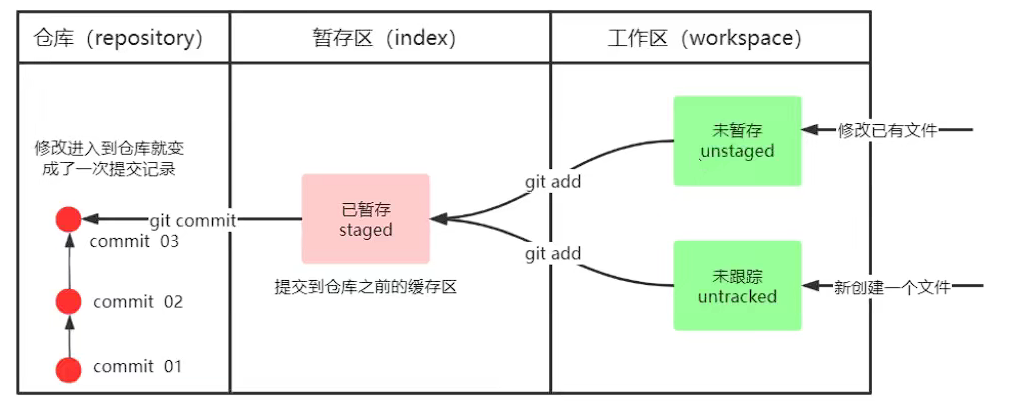 仓库（repository）
暂存区（index）
工作区（workspace）
修改进入到仓库就变
成了一次提交记录
git commit
commit 03
commit 02
commit 01
已暂存
staged
提交到仓库之前的缓存区
git add
git add
未暂存
unstaged
修改已有文件
未跟踪
untracked
新创建一个文件